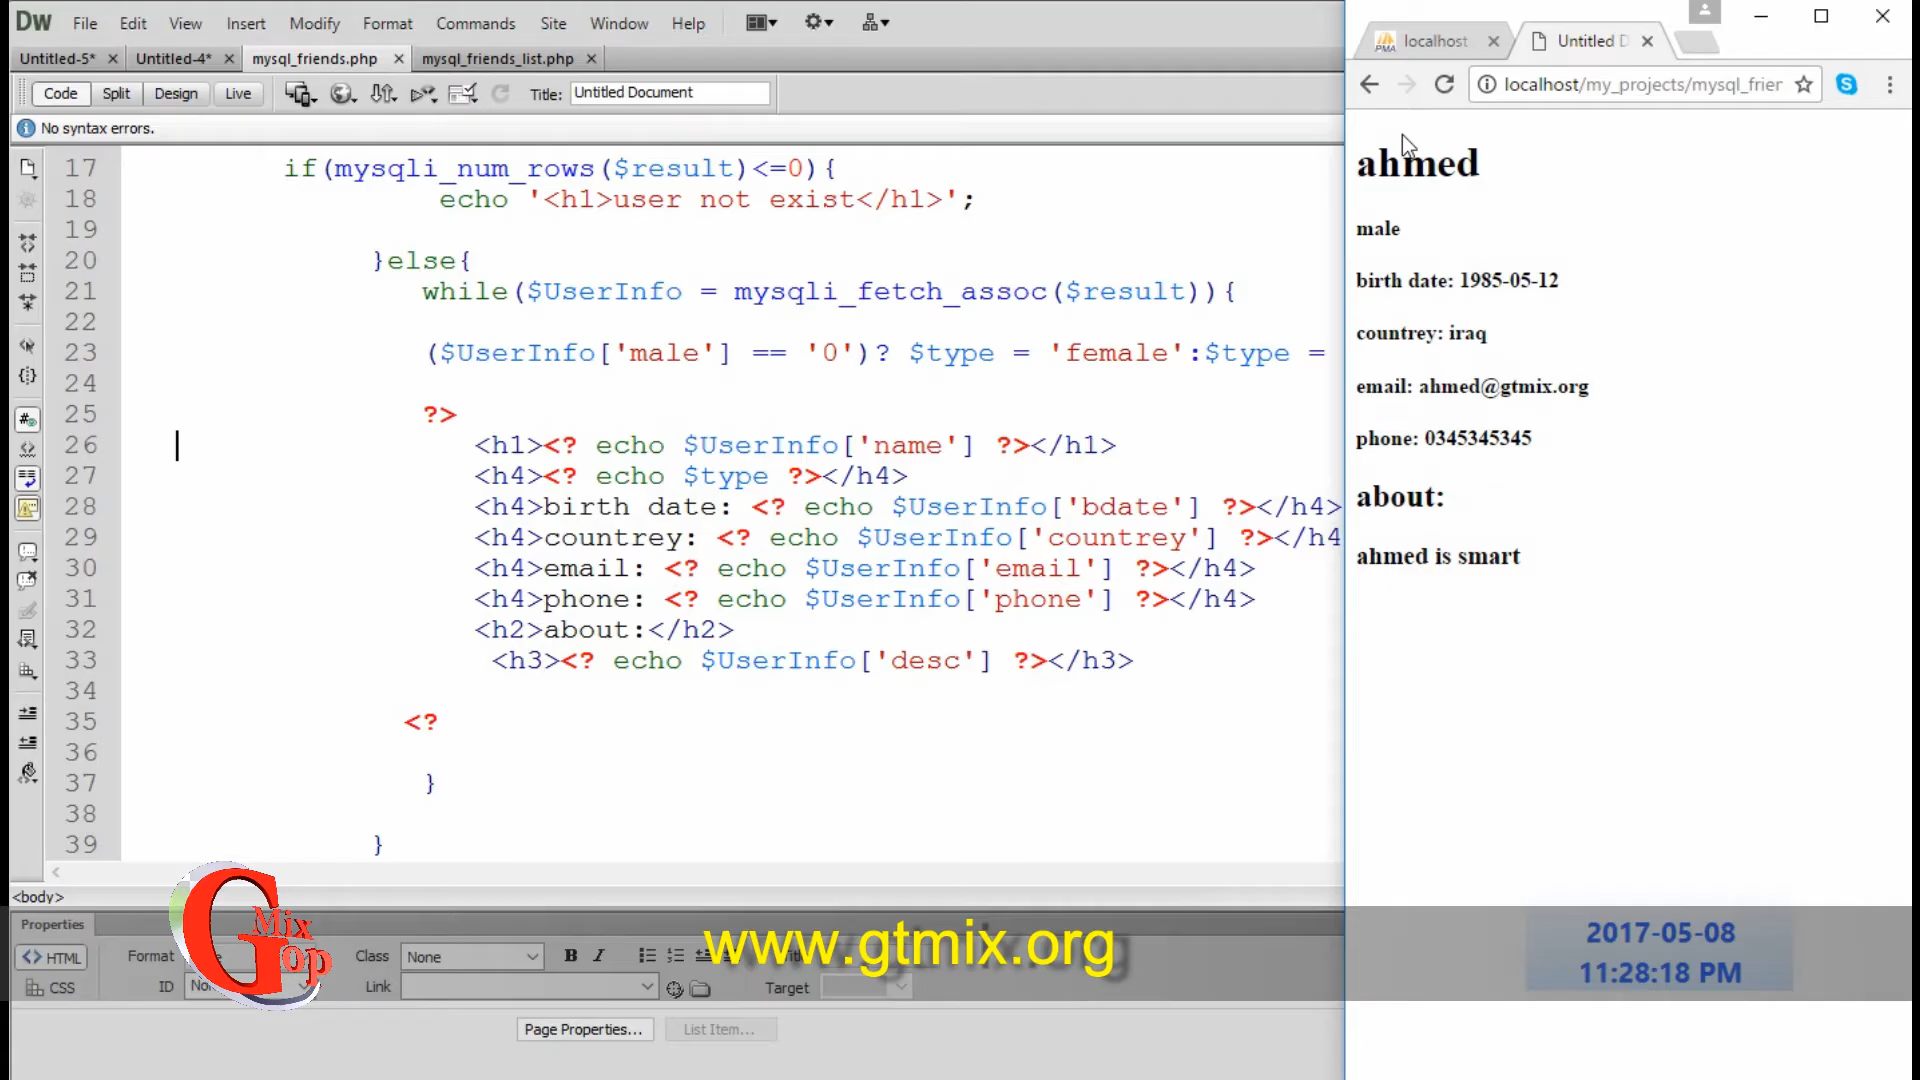 Dw File Edit View Insert Modify Format Commands Site Window Help
Untitled-5* × Untitled-4* × mysql_friends.php × mysql_friends_list.php ×
Code Split Design Live Title: Untitled Document
No syntax errors.
17 if(mysqli_num_rows($result)<=0){
18 echo '<h1>user not exist</h1>';
19
20 }else{
21 while($UserInfo = mysqli_fetch_assoc($result)){
22
23 ($UserInfo['male'] == '0')? $type = 'female':$type =
24
25 ?>
26 <h1><? echo $UserInfo['name'] ?></h1>
27 <h4><? echo $type ?></h4>
28 <h4>birth date: <? echo $UserInfo['bdate'] ?></h4>
29 <h4>countrey: <? echo $UserInfo['countrey'] ?></h4
30 <h4>email: <? echo $UserInfo['email'] ?></h4>
31 <h4>phone: <? echo $UserInfo['phone'] ?></h4>
32 <h2>about:</h2>
33 <h3><? echo $UserInfo['desc'] ?></h3>
34
35 <?
36
37 }
38
39 }
<body>
Properties
<> HTML Format Class None B I
CSS ID Link Target
Page Properties... List Item...
G Mix Top
www.gtmix.org
PMA localhost × Untitled D ×
localhost/my_projects/mysql_frier
ahmed
male
birth date: 1985-05-12
countrey: iraq
email: ahmed@gtmix.org
phone: 0345345345
about:
ahmed is smart
2017-05-08
11:28:18 PM